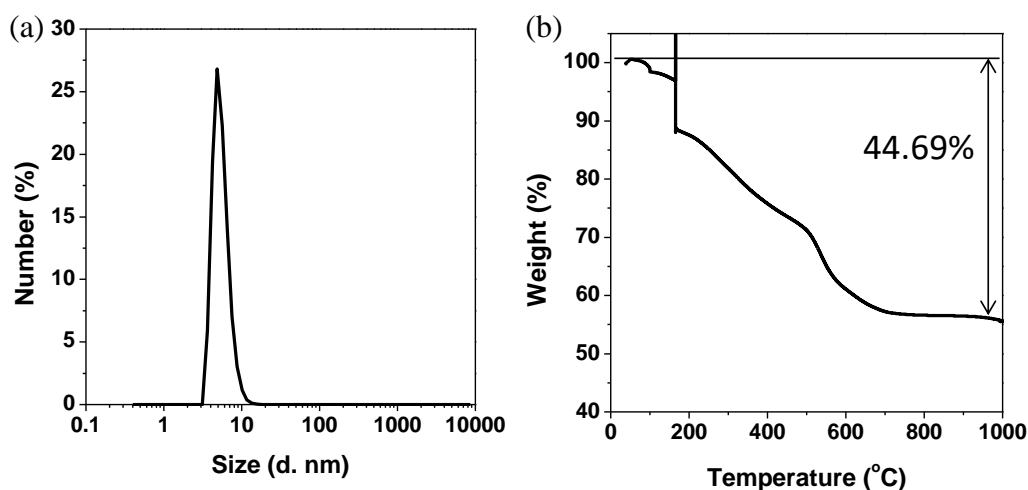 (a)
30
25
20
15
10
5
0
Number (%)
0.1 1 10 100 1000 10000
Size (d. nm)
(b)
100
90
80
70
60
50
40
Weight (%)
44.69%
0 200 400 600 800 1000
Temperature (°C)